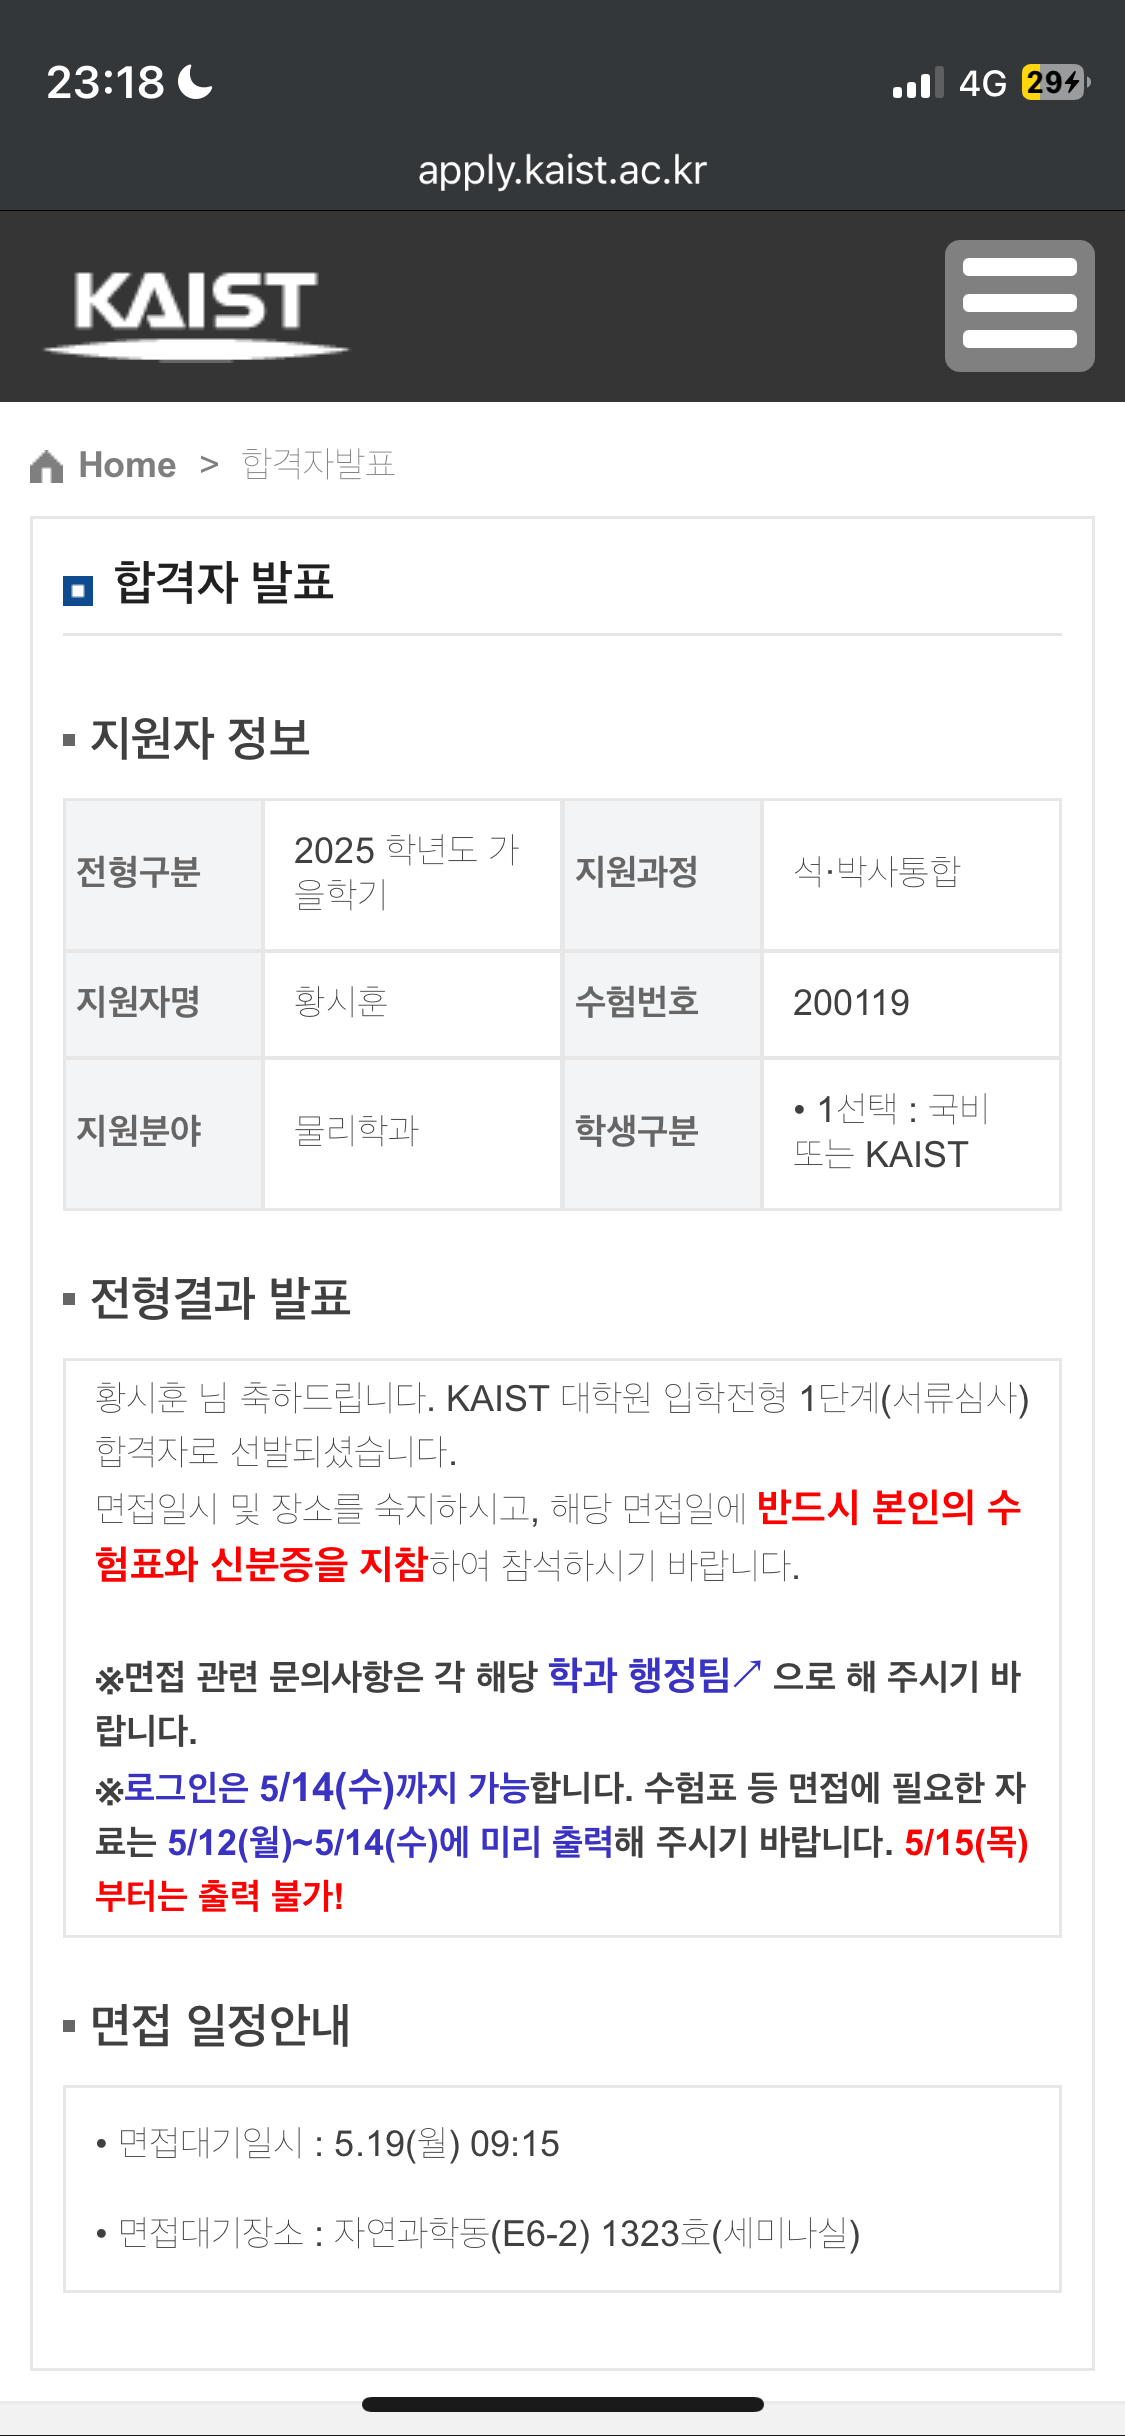 23:18
4G 29
apply.kaist.ac.kr
KAIST
Home > 합격자발표
합격자 발표
지원자 정보
전형구분 2025 학년도 가을학기 지원과정 석·박사통합
지원자명 황시훈 수험번호 200119
지원분야 물리학과 학생구분 • 1선택 : 국비 또는 KAIST
전형결과 발표
황시훈 님 축하드립니다. KAIST 대학원 입학전형 1단계(서류심사)
합격자로 선발되셨습니다.
면접일시 및 장소를 숙지하시고, 해당 면접일에 반드시 본인의 수
험표와 신분증을 지참하여 참석하시기 바랍니다.
※면접 관련 문의사항은 각 해당 학과 행정팀↗ 으로 해 주시기 바
랍니다.
※로그인은 5/14(수)까지 가능합니다. 수험표 등 면접에 필요한 자
료는 5/12(월)~5/14(수)에 미리 출력해 주시기 바랍니다. 5/15(목)
부터는 출력 불가!
면접 일정안내
• 면접대기일시 : 5.19(월) 09:15
• 면접대기장소 : 자연과학동(E6-2) 1323호(세미나실)